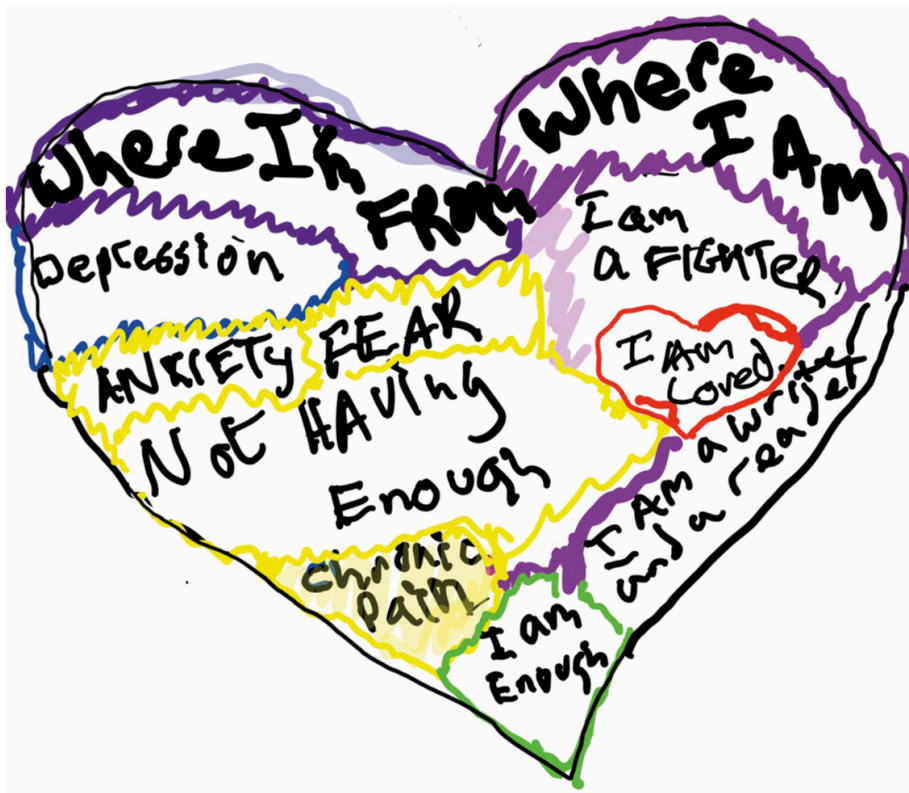 Where I'm
FROM
Depression
ANXIETY
FEAR
Not HAVing
Enough
Chronic
Pain
Where
I Am
I am
a FIGHTER
I AM
Loved
I AM a writer
and a reader
I am
Enough